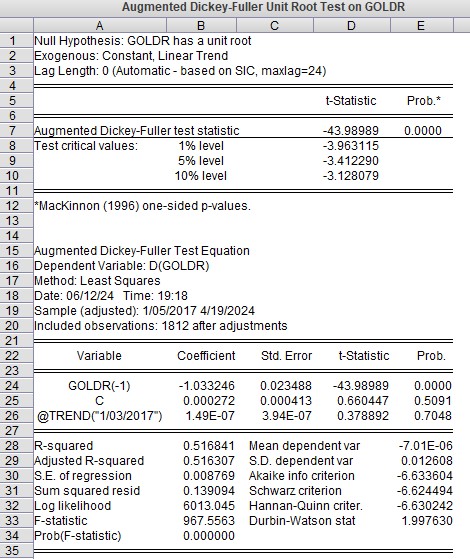 Augmented Dickey-Fuller Unit Root Test on GOLDR
A B C D E
1 Null Hypothesis: GOLDR has a unit root
2 Exogenous: Constant, Linear Trend
3 Lag Length: 0 (Automatic - based on SIC, maxlag=24)
4
5 t-Statistic Prob.*
6
7 Augmented Dickey-Fuller test statistic -43.98989 0.0000
8 Test critical values: 1% level -3.963115
9 5% level -3.412290
10 10% level -3.128079
11
12 *MacKinnon (1996) one-sided p-values.
13
14
15 Augmented Dickey-Fuller Test Equation
16 Dependent Variable: D(GOLDR)
17 Method: Least Squares
18 Date: 06/12/24 Time: 19:18
19 Sample (adjusted): 1/05/2017 4/19/2024
20 Included observations: 1812 after adjustments
21
22 Variable Coefficient Std. Error t-Statistic Prob.
23
24 GOLDR(-1) -1.033246 0.023488 -43.98989 0.0000
25 C 0.000272 0.000413 0.660447 0.5091
26 @TREND("1/03/2017") 1.49E-07 3.94E-07 0.378892 0.7048
27
28 R-squared 0.516841 Mean dependent var -7.01E-06
29 Adjusted R-squared 0.516307 S.D. dependent var 0.012608
30 S.E. of regression 0.008769 Akaike info criterion -6.633604
31 Sum squared resid 0.139094 Schwarz criterion -6.624494
32 Log likelihood 6013.045 Hannan-Quinn criter. -6.630242
33 F-statistic 967.5563 Durbin-Watson stat 1.997630
34 Prob(F-statistic) 0.000000
35